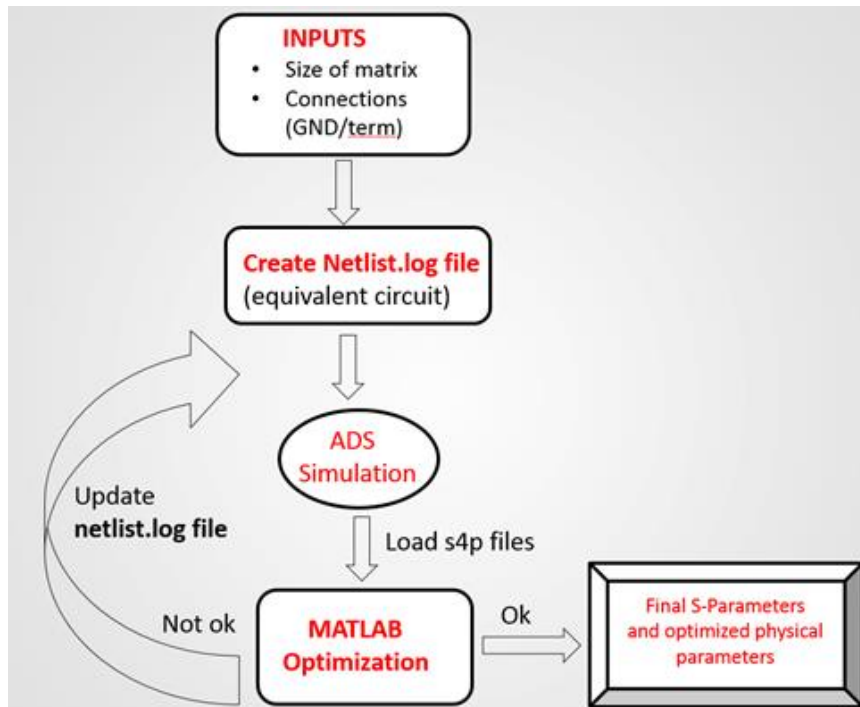 INPUTS
• Size of matrix
• Connections
(GND/term)
Create Netlist.log file
(equivalent circuit)
ADS
Simulation
Update
netlist.log file
Load s4p files
Not ok
MATLAB
Optimization
Ok
Final S-Parameters
and optimized physical
parameters